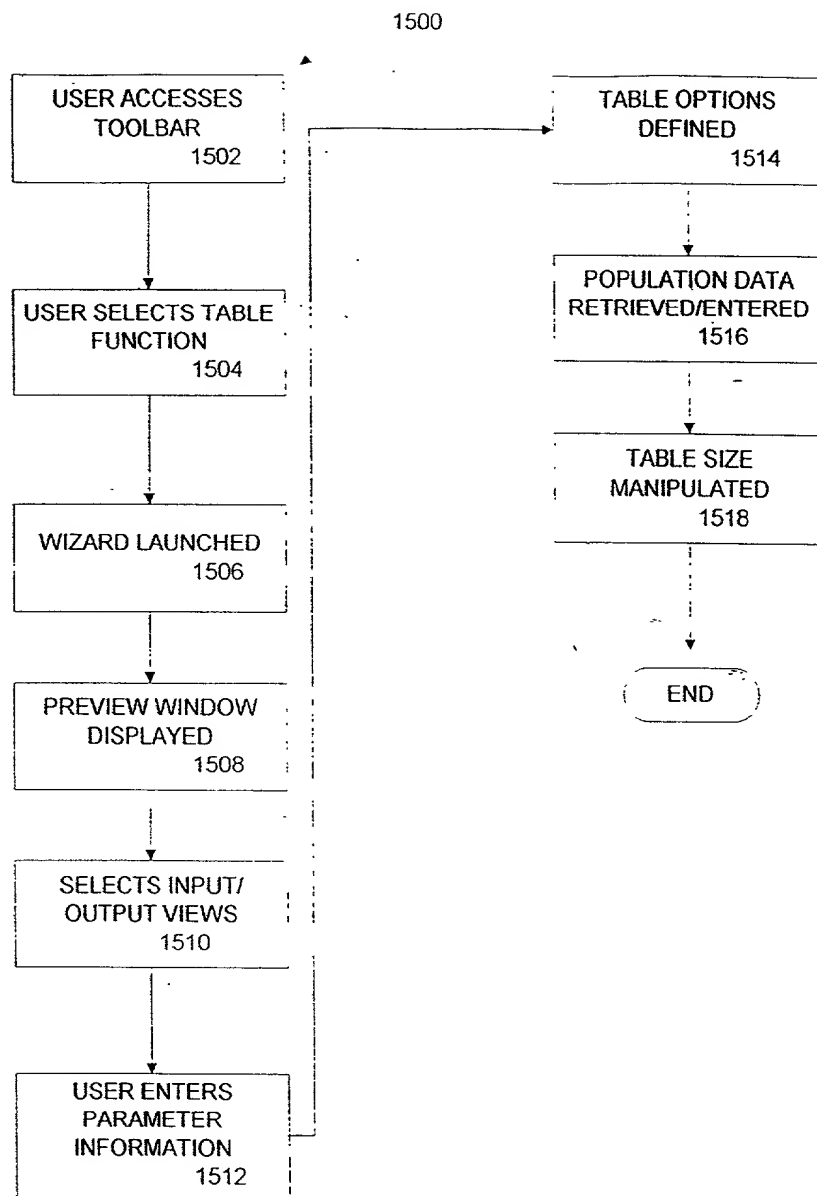 1500
USER ACCESSES
TOOLBAR
1502
USER SELECTS TABLE
FUNCTION
1504
WIZARD LAUNCHED
1506
PREVIEW WINDOW
DISPLAYED
1508
SELECTS INPUT/
OUTPUT VIEWS
1510
USER ENTERS
PARAMETER
INFORMATION
1512
TABLE OPTIONS
DEFINED
1514
POPULATION DATA
RETRIEVED/ENTERED
1516
TABLE SIZE
MANIPULATED
1518
END